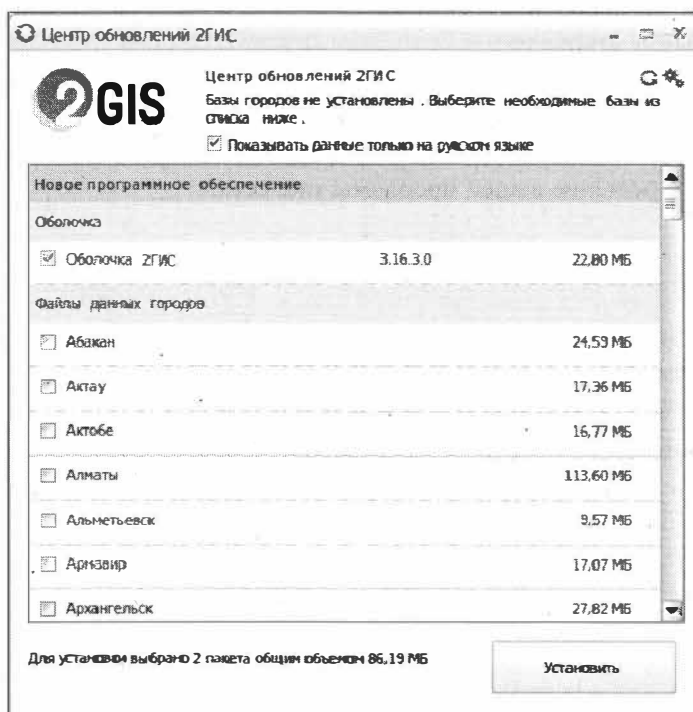 Центр обновлений 2ГИС
2GIS
Центр обновлений 2ГИС
Базы городов не установлены. Выберите необходимые базы из
списка ниже.
Показывать данные только на русском языке
Новое программное обеспечение
Оболочка
Оболочка 2ГИС 3.16.3.0 22,80 МБ
Файлы данных городов
Абакан 24,59 МБ
Актау 17,36 МБ
Актобе 16,77 МБ
Алматы 113,60 МБ
Альметьевск 9,57 МБ
Армавир 17,07 МБ
Архангельск 27,82 МБ
Для установки выбрано 2 пакета общим объемом 86,19 МБ
Установить